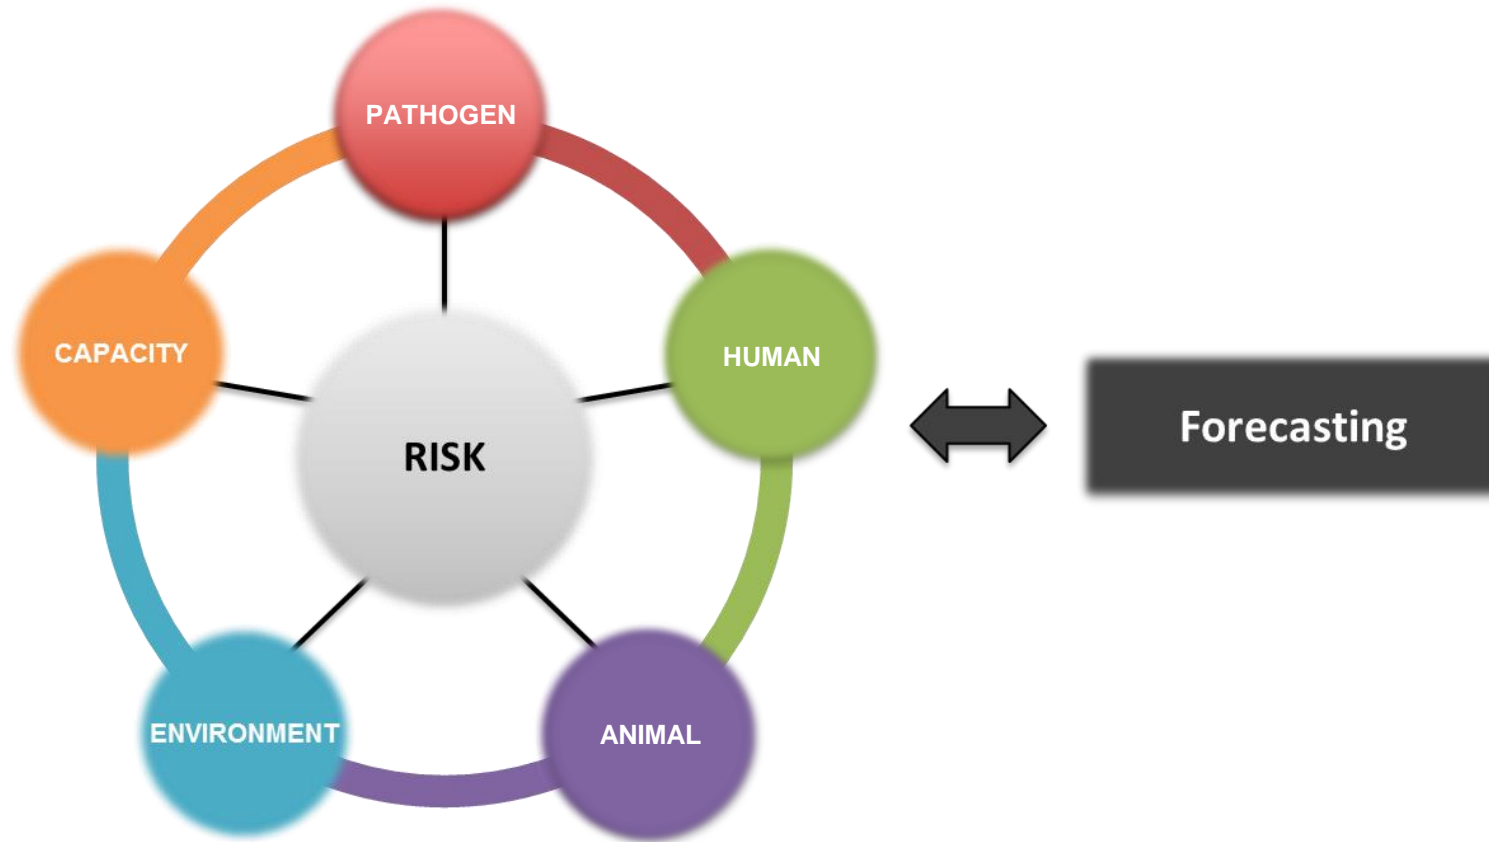 PATHOGEN
CAPACITY
HUMAN
RISK
Forecasting
ENVIRONMENT
ANIMAL